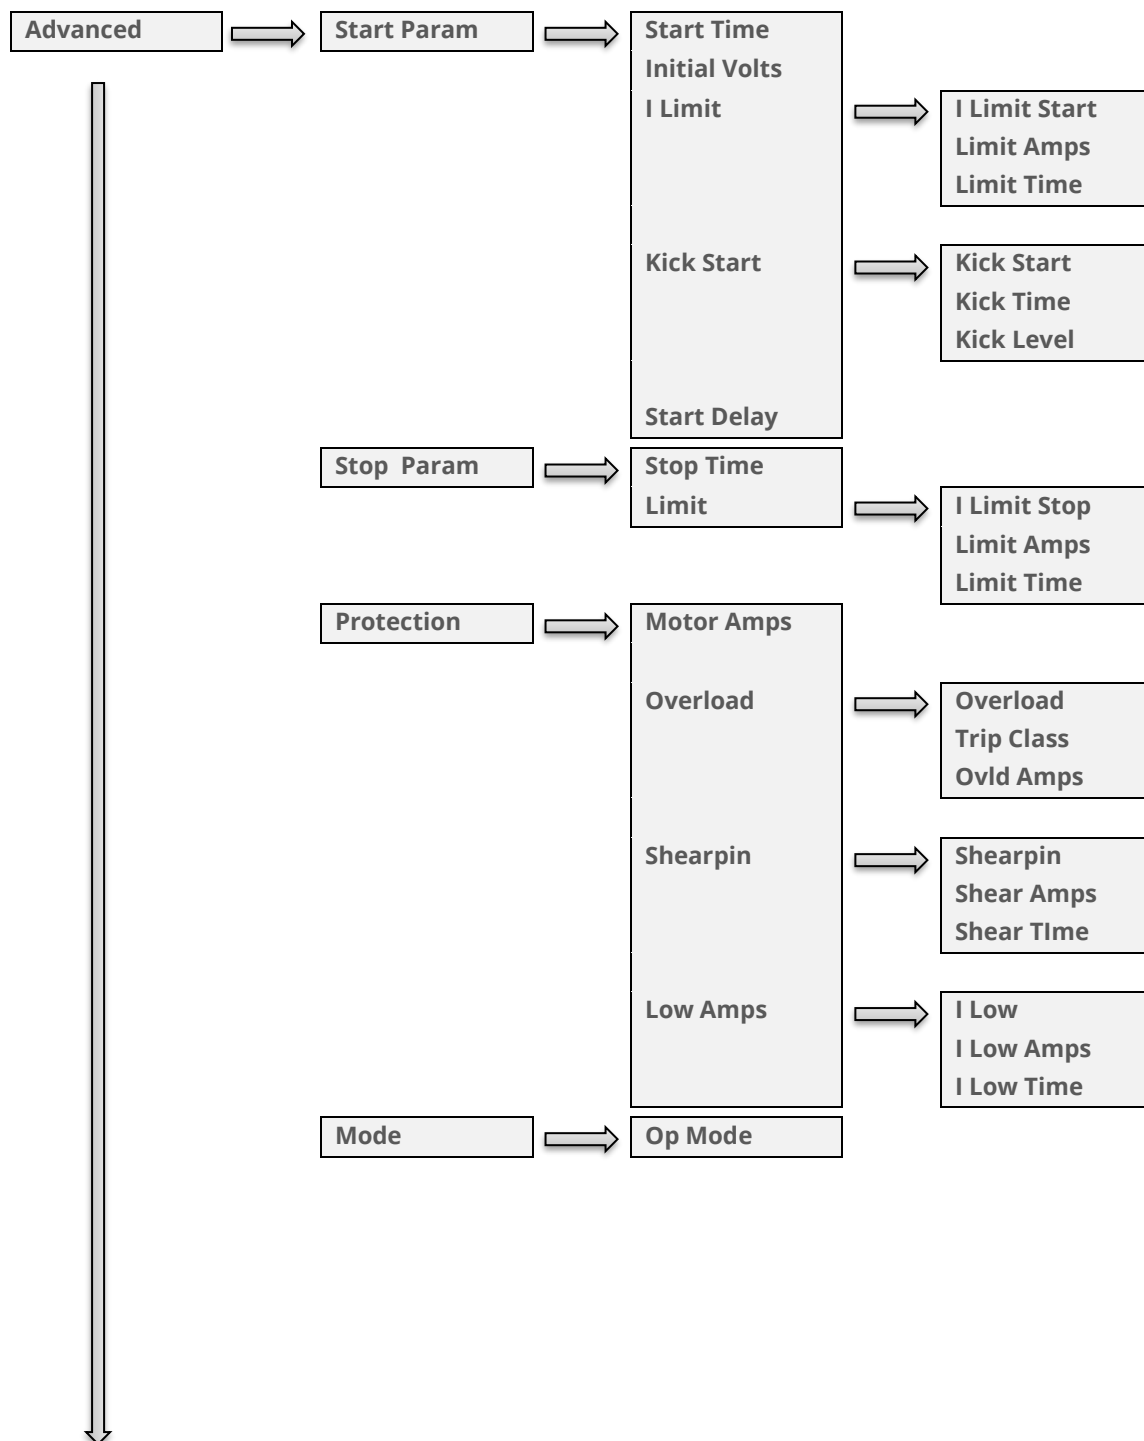 Advanced
Start Param
Start Time
Initial Volts
I Limit
I Limit Start
Limit Amps
Limit Time
Kick Start
Kick Start
Kick Time
Kick Level
Start Delay
Stop  Param
Stop Time
Limit
I Limit Stop
Limit Amps
Limit Time
Protection
Motor Amps
Overload
Overload
Trip Class
Ovld Amps
Shearpin
Shearpin
Shear Amps
Shear TIme
Low Amps
I Low
I Low Amps
I Low Time
Mode
Op Mode